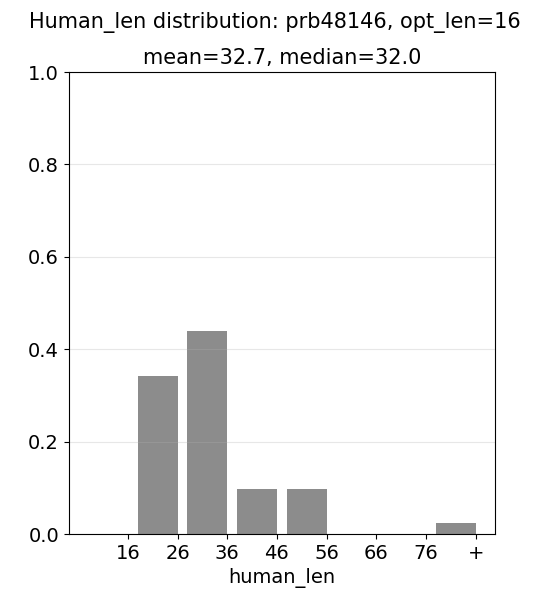 Human_len distribution: prb48146, opt_len=16
mean=32.7, median=32.0
1.0
0.8
0.6
0.4
0.2
0.0
16 26 36 46 56 66 76 +
human_len